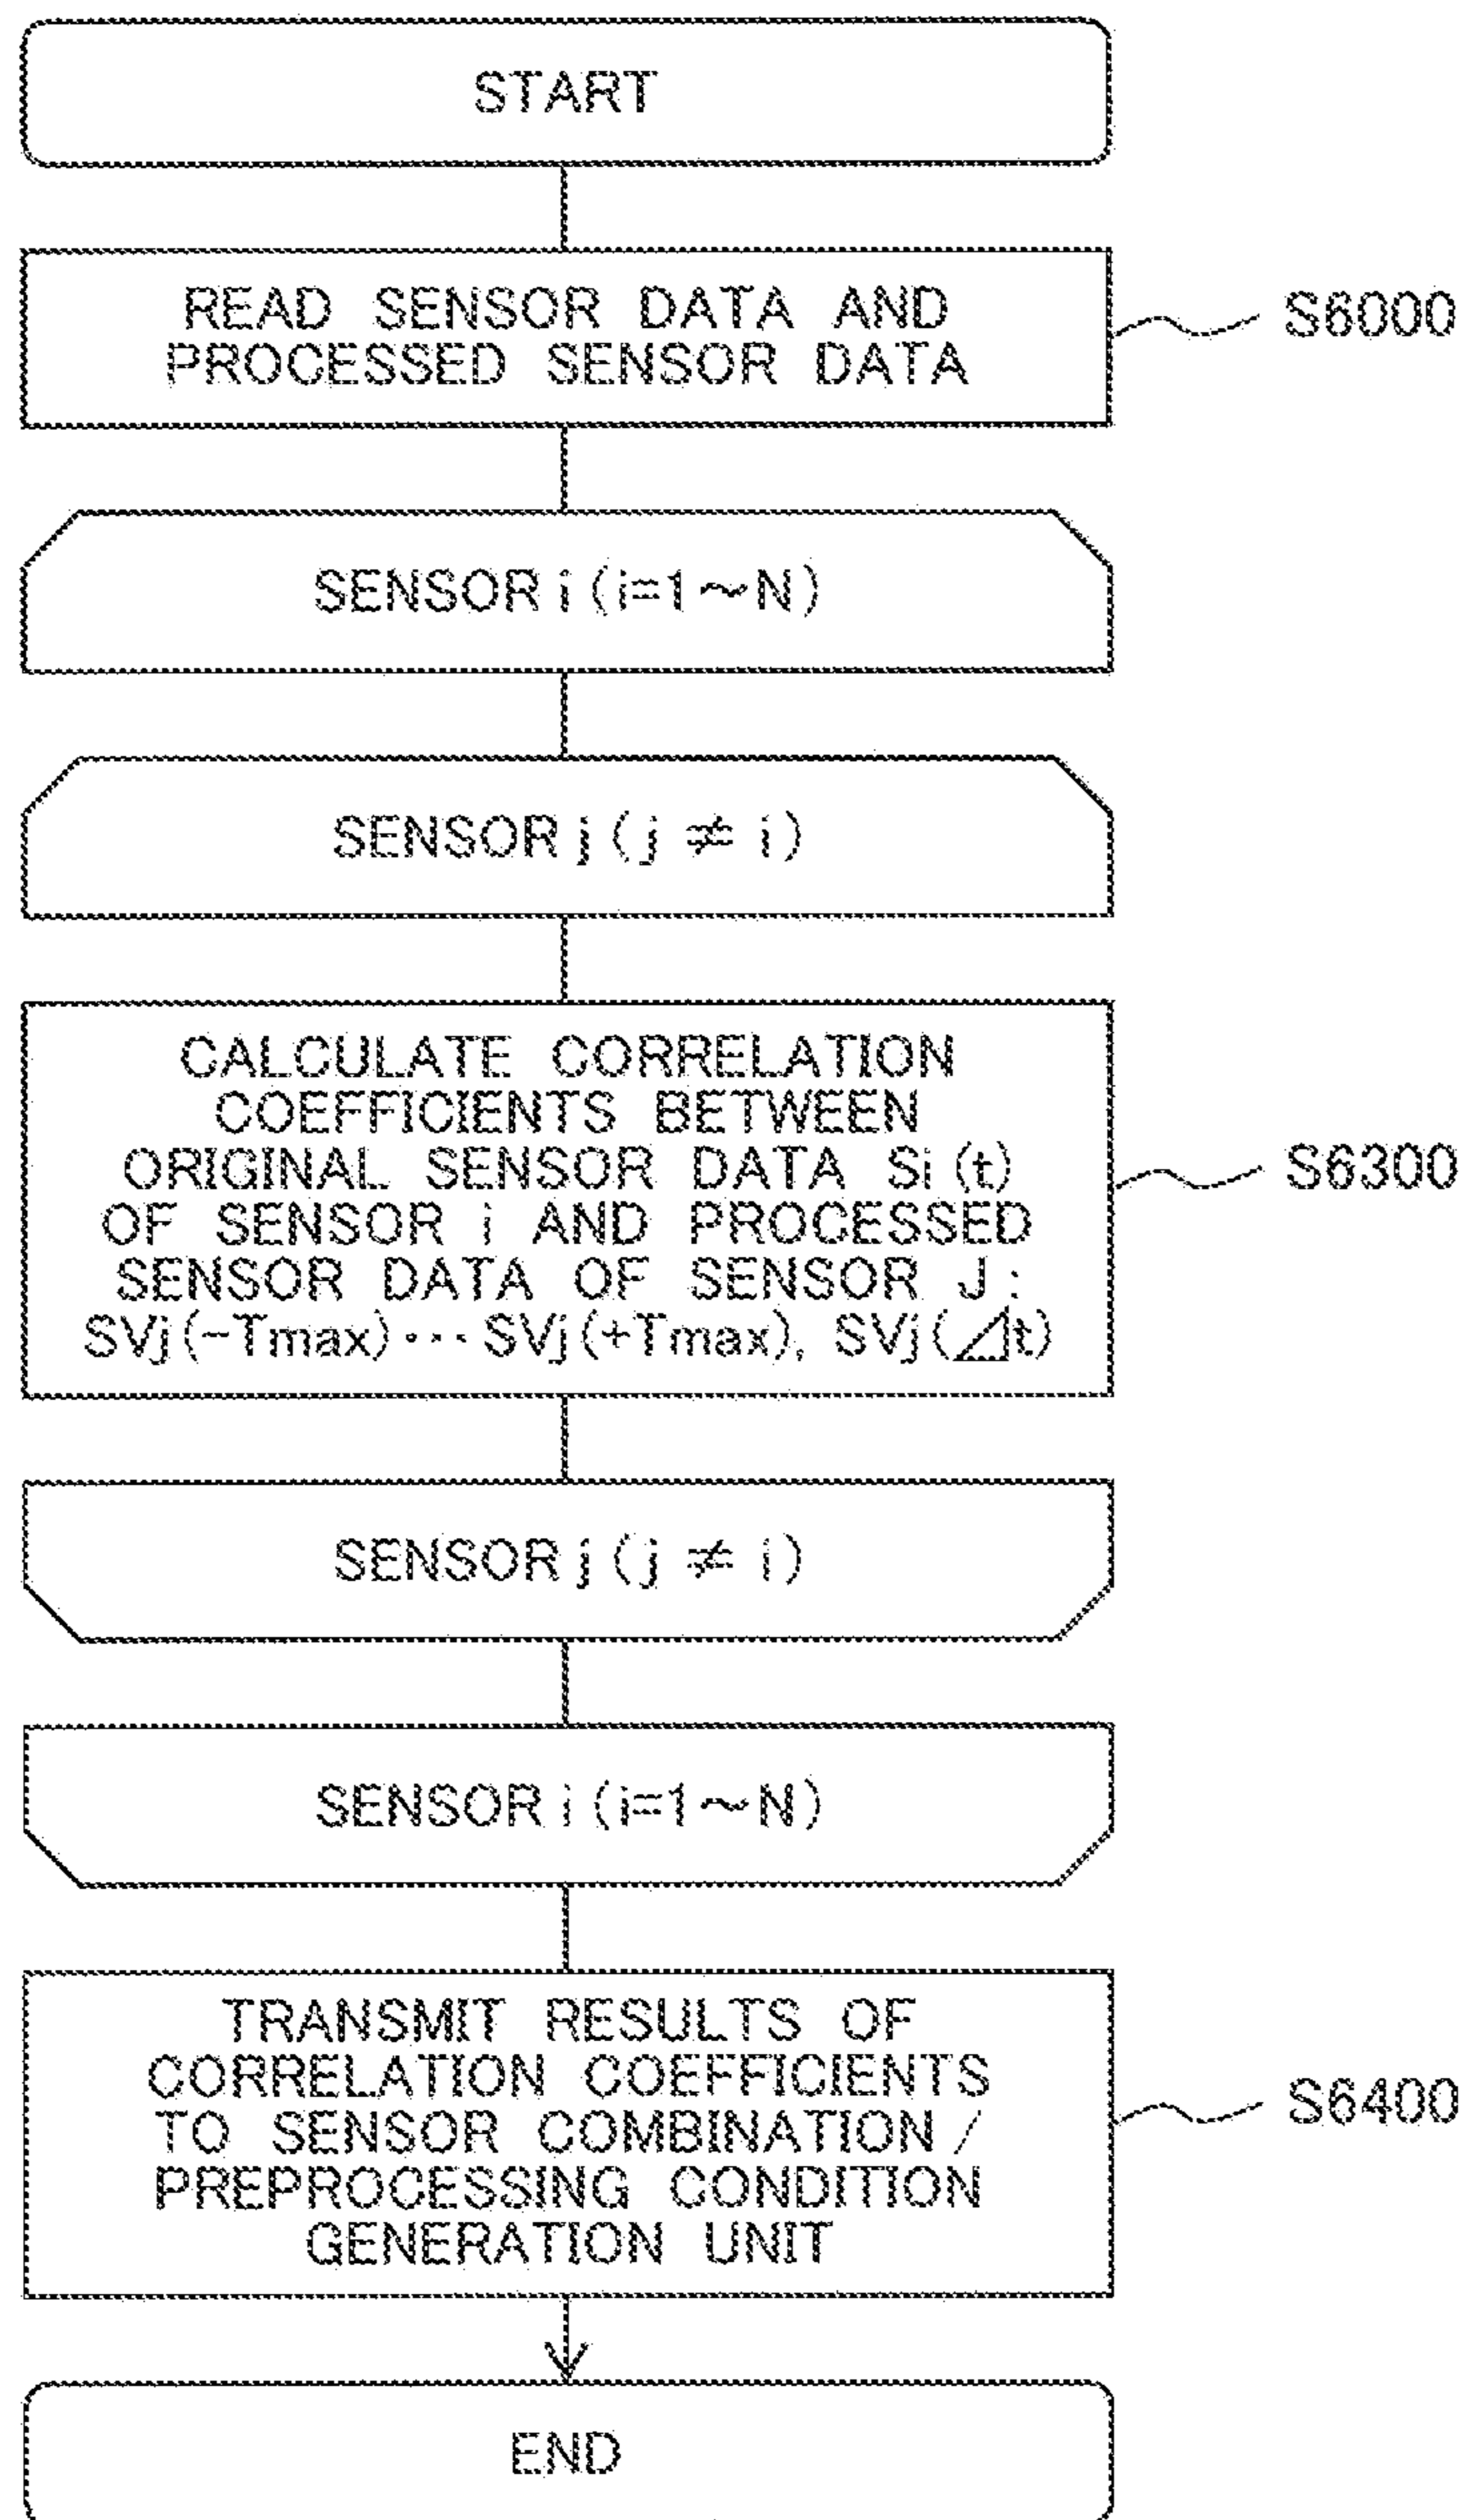 START
READ SENSOR DATA AND
PROCESSED SENSOR DATA
S6000
SENSOR i (i=1～N)
SENSOR j (j ≠ i)
CALCULATE CORRELATION
COEFFICIENTS BETWEEN
ORIGINAL SENSOR DATA Si (t)
OF SENSOR i AND PROCESSED
SENSOR DATA OF SENSOR J :
SVj (-Tmax) ··· SVj (+Tmax), SVj (⊿t)
S6300
SENSOR j (j ≠ i)
SENSOR i (i=1～N)
TRANSMIT RESULTS OF
CORRELATION COEFFICIENTS
TO SENSOR COMBINATION /
PREPROCESSING CONDITION
GENERATION UNIT
S6400
END